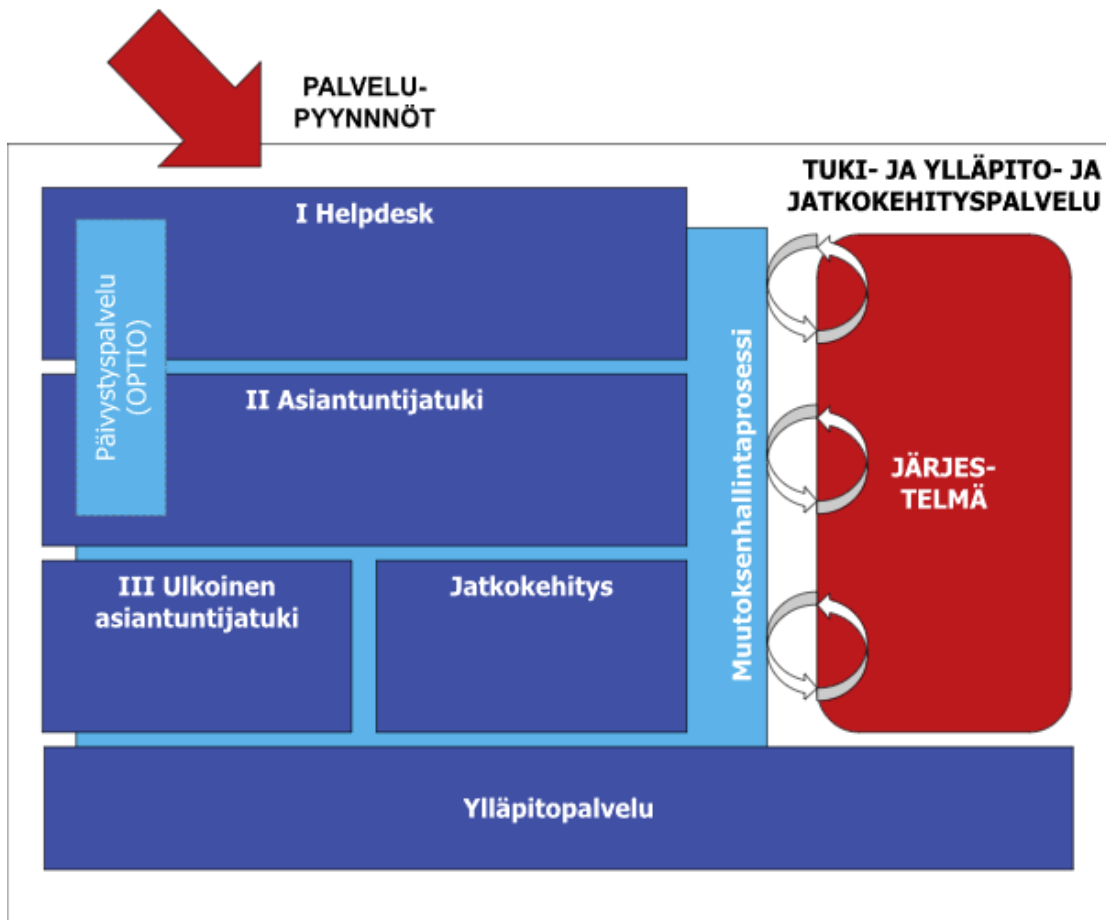 PALVELU-
PYYNNNÖT
TUKI- JA YLLÄPITO- JA
JATKOKEHITYSPALVELU
I Helpdesk
Päivystyspalvelu
(OPTIO)
II Asiantuntijatuki
III Ulkoinen
asiantuntijatuki
Jatkokehitys
Muutoksenhallintaprosessi
JÄRJES-
TELMÄ
Ylläpitopalvelu